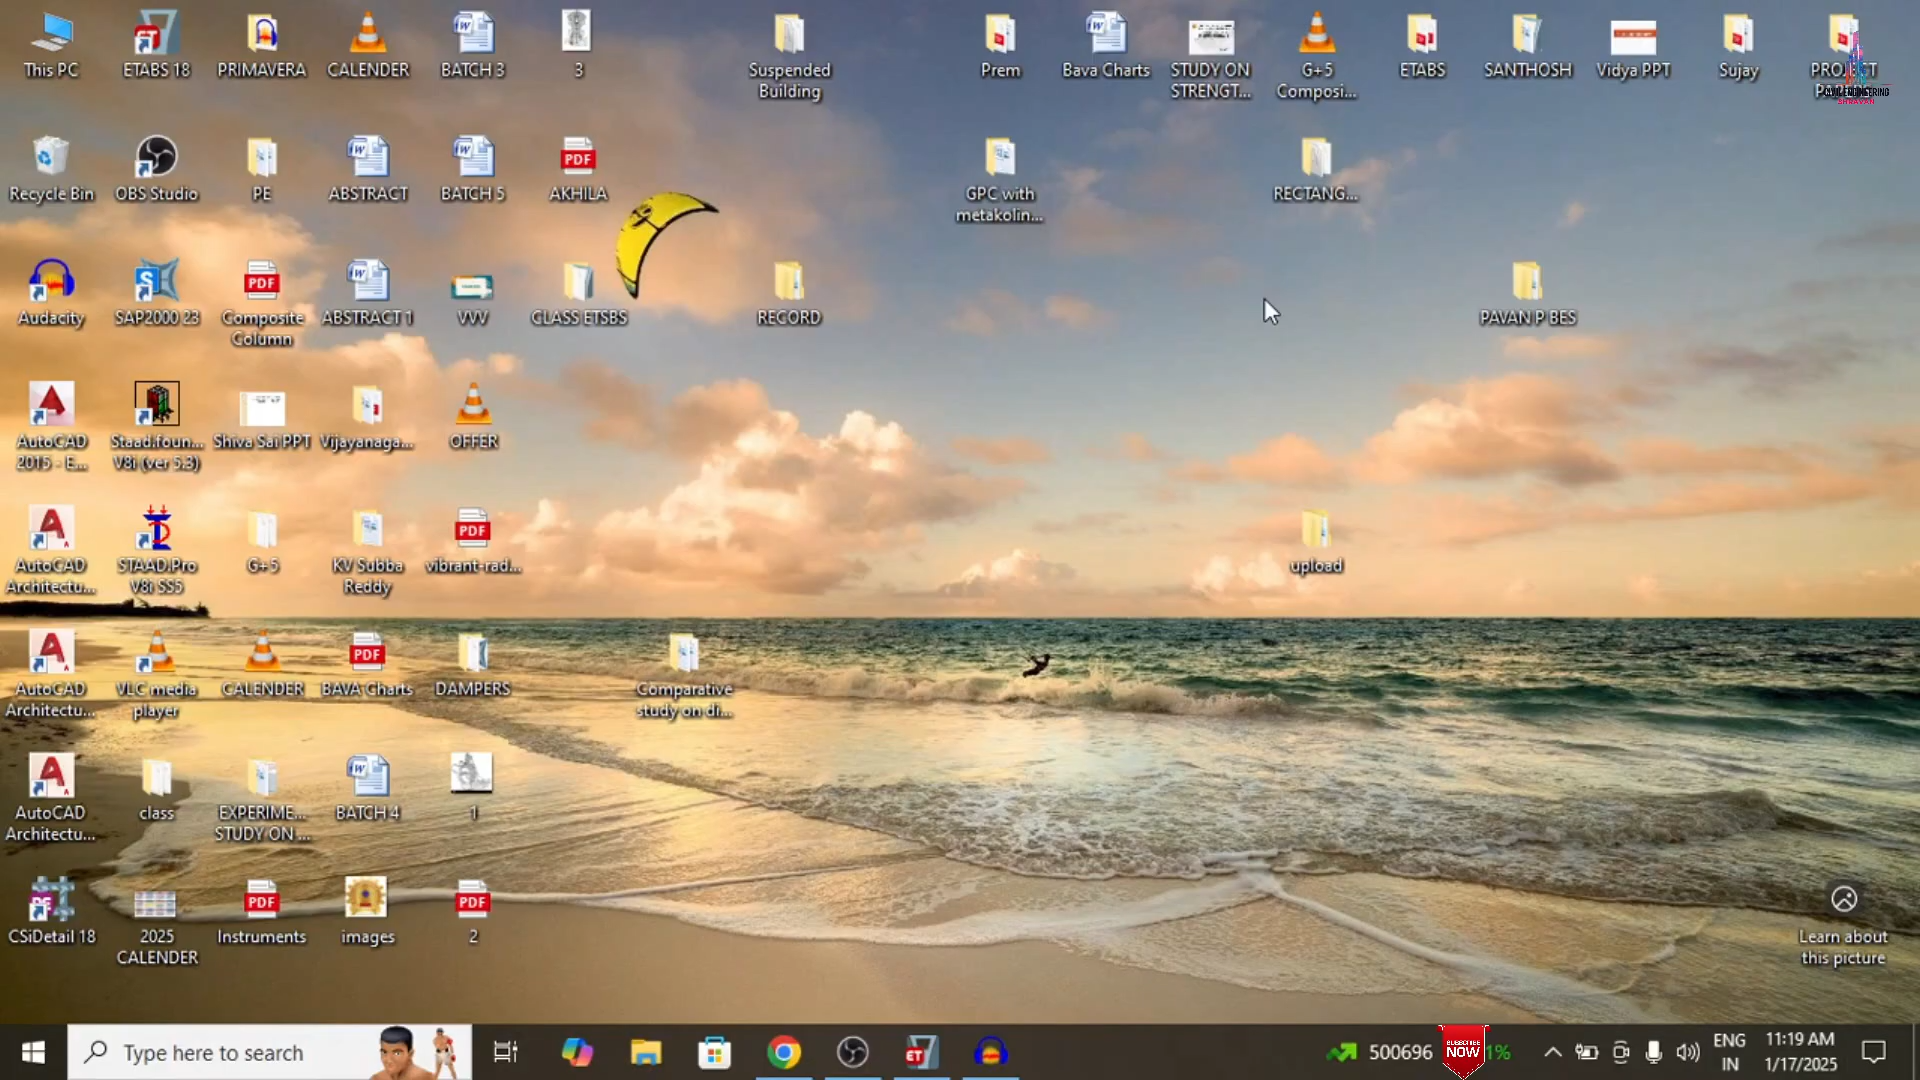 This PC
ETABS 18
PRIMAVERA
CALENDER
BATCH 3
3
Suspended
Building
Prem
Bava Charts
STUDY ON
STRENGT...
G+5
Composi...
ETABS
SANTHOSH
Vidya PPT
Sujay
PROJECT
CIVIL ENGINEERING
SHRAVAN
Recycle Bin
OBS Studio
PE
ABSTRACT
BATCH 5
PDF
AKHILA
GPC with
metakolin...
RECTANG...
Audacity
SAP2000 23
PDF
Composite
Column
ABSTRACT 1
VVV
CLASS ETSBS
RECORD
PAVAN P BES
AutoCAD
2015 - E...
Staad.foun...
V8i (ver 5.3)
Shiva Sai PPT
Vijayanaga...
OFFER
AutoCAD
Architectu...
STAAD.Pro
V8i SS5
G+5
KV Subba
Reddy
PDF
vibrant-rad...
upload
AutoCAD
Architectu...
VLC media
player
CALENDER
PDF
BAVA Charts
DAMPERS
Comparative
study on di...
AutoCAD
Architectu...
class
EXPERIME...
STUDY ON ...
BATCH 4
1
CSiDetail 18
2025
CALENDER
PDF
Instruments
images
PDF
2
Learn about
this picture
Type here to search
ET
500696
SUBSCRIBE
NOW
1%
ENG
IN
11:19 AM
1/17/2025